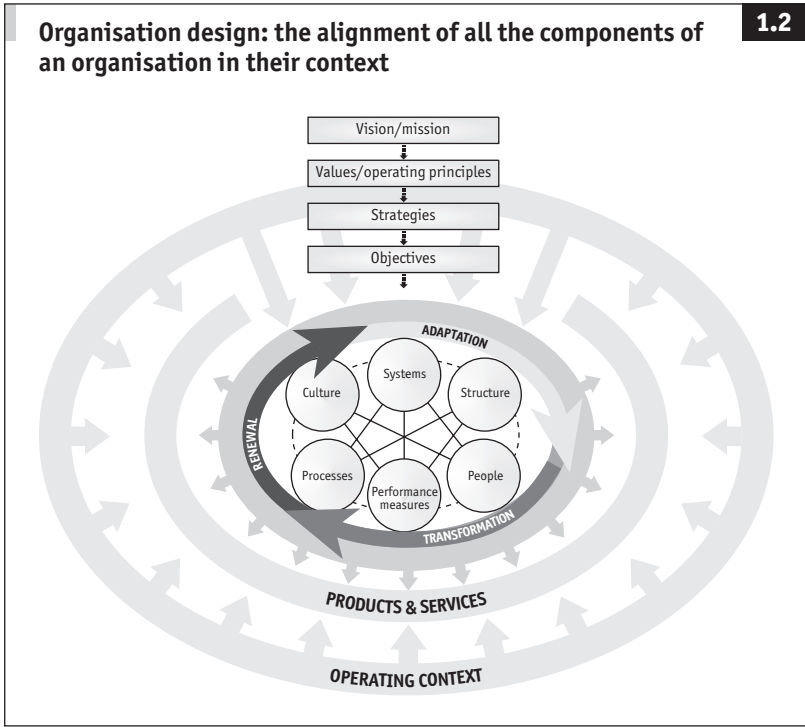 Organisation design: the alignment of all the components of
an organisation in their context
1.2
Vision/mission
Values/operating principles
Strategies
Objectives
ADAPTATION
Systems
Culture
Structure
RENEWAL
Processes
Performance
measures
People
TRANSFORMATION
PRODUCTS & SERVICES
OPERATING CONTEXT